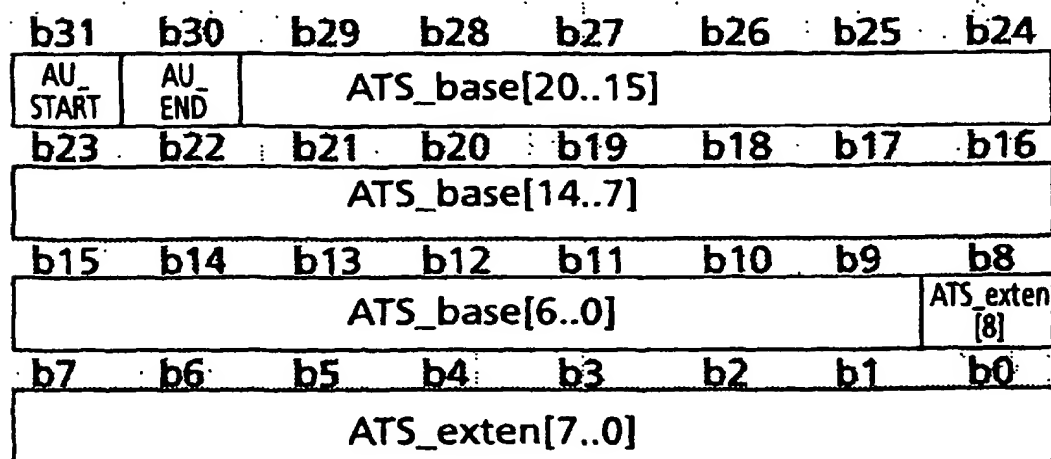 b31 b30 b29 b28 b27 b26 b25 b24
AU_ START AU_ END ATS_base[20..15]
b23 b22 b21 b20 b19 b18 b17 b16
ATS_base[14..7]
b15 b14 b13 b12 b11 b10 b9 b8
ATS_base[6..0] ATS_exten [8]
b7 b6 b5 b4 b3 b2 b1 b0
ATS_exten[7..0]